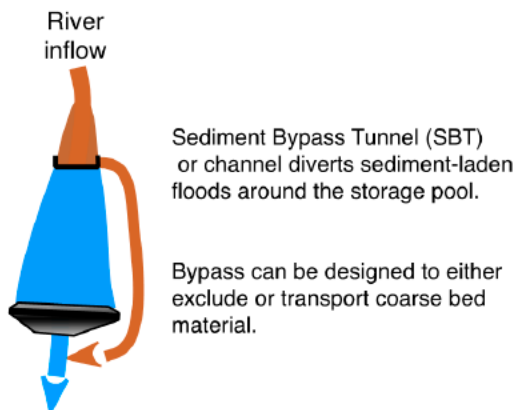 River
inflow
Sediment Bypass Tunnel (SBT)
or channel diverts sediment-laden
floods around the storage pool.
Bypass can be designed to either
exclude or transport coarse bed
material.